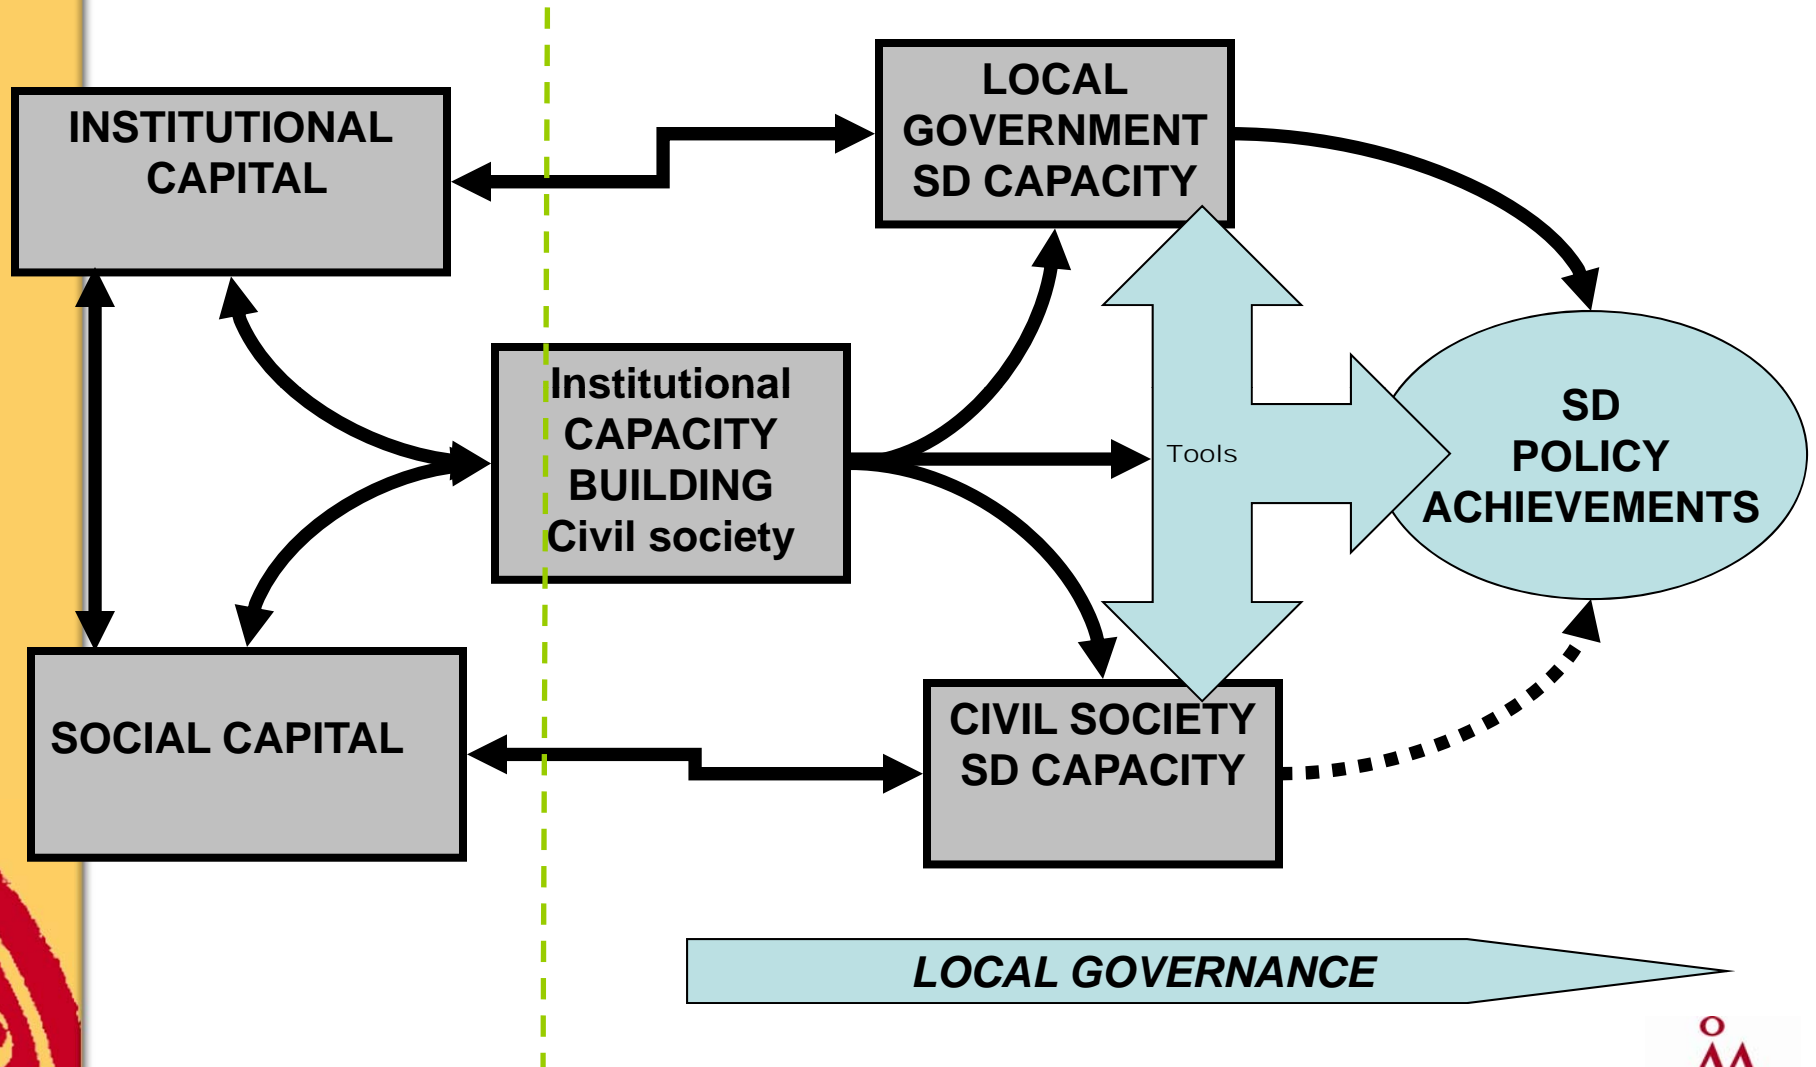 INSTITUTIONAL
CAPITAL
LOCAL
GOVERNMENT
SD CAPACITY
Institutional
CAPACITY
BUILDING
Civil society
Tools
SD
POLICY
ACHIEVEMENTS
SOCIAL CAPITAL
CIVIL SOCIETY
SD CAPACITY
LOCAL GOVERNANCE